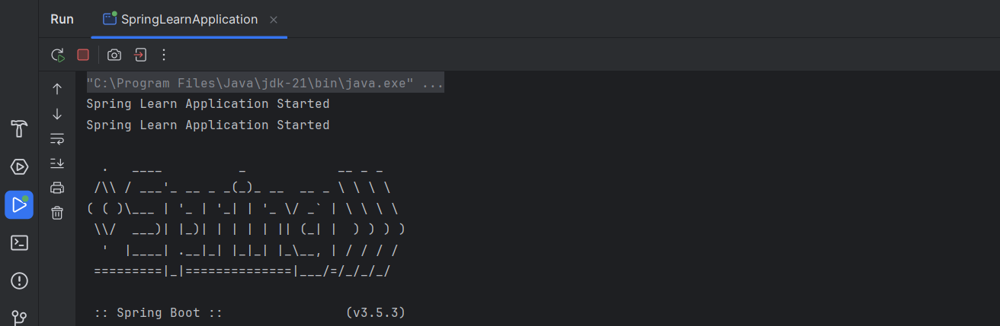 Run SpringLearnApplication
"C:\Program Files\Java\jdk-21\bin\java.exe" ...
Spring Learn Application Started
Spring Learn Application Started
  .   ____          _            __ _ _
 /\\ / ___'_ __ _ _(_)_ __  __ _ \ \ \ \
( ( )\___ | '_ | '_| | '_ \/ _` | \ \ \ \
 \\/  ___)| |_)| | | | | || (_| |  ) ) ) )
  '  |____| .__|_| |_|_| |_\__, | / / / /
 =========|_|==============|___/=/_/_/_/
 :: Spring Boot ::                (v3.5.3)